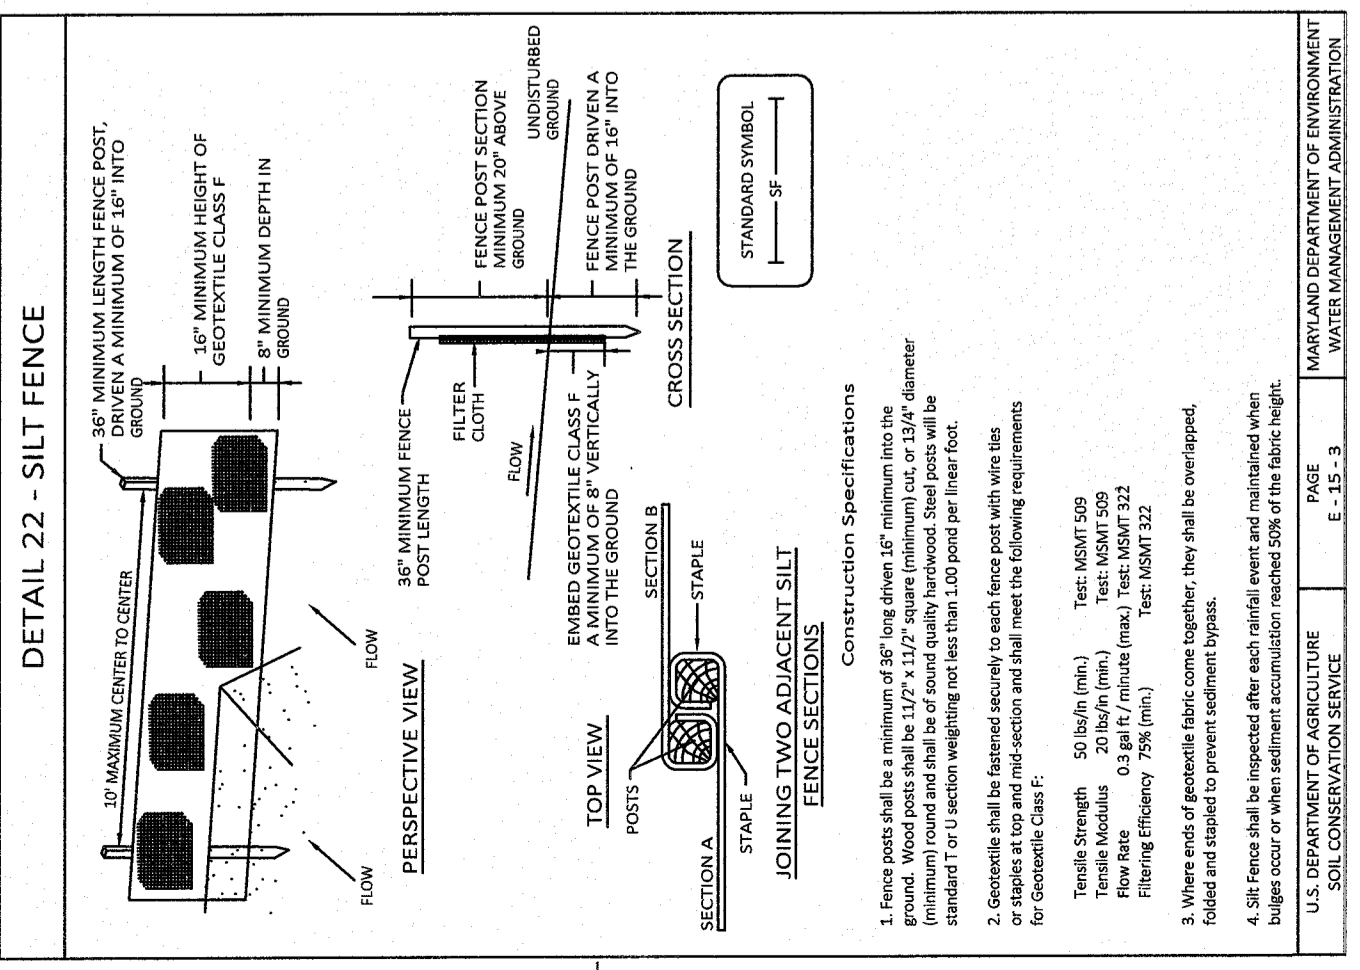 DETAIL 22 - SILT FENCE
10' MAXIMUM CENTER TO CENTER
36" MINIMUM LENGTH FENCE POST,
DRIVEN A MINIMUM OF 16" INTO
GROUND
16" MINIMUM HEIGHT OF
GEOTEXTILE CLASS F
8" MINIMUM DEPTH IN
GROUND
FLOW
FLOW
PERSPECTIVE VIEW
36" MINIMUM FENCE
POST LENGTH
FILTER
CLOTH
FLOW
FENCE POST SECTION
MINIMUM 20" ABOVE
GROUND
UNDISTURBED
GROUND
FENCE POST DRIVEN A
MINIMUM OF 16" INTO
THE GROUND
EMBED GEOTEXTILE CLASS F
A MINIMUM OF 8" VERTICALLY
INTO THE GROUND
CROSS SECTION
TOP VIEW
POSTS
SECTION B
STAPLE
SECTION A
STAPLE
JOINING TWO ADJACENT SILT
FENCE SECTIONS
STANDARD SYMBOL
SF
Construction Specifications
1. Fence posts shall be a minimum of 36" long driven 16" minimum into the
ground. Wood posts shall be 11/2" x 11/2" square (minimum) cut, or 13/4" diameter
(minimum) round and shall be of sound quality hardwood. Steel posts will be
standard T or U section weighting not less than 1.00 pond per linear foot.
2. Geotextile shall be fastened securely to each fence post with wire ties
or staples at top and mid-section and shall meet the following requirements
for Geotextile Class F:
Tensile Strength 50 lbs/in (min.) Test: MSMT 509
Tensile Modulus 20 lbs/in (min.) Test: MSMT 509
Flow Rate 0.3 gal ft / minute (max.) Test: MSMT 322
Filtering Efficiency 75% (min.) Test: MSMT 322
3. Where ends of geotextile fabric come together, they shall be overlapped,
folded and stapled to prevent sediment bypass.
4. Silt Fence shall be inspected after each rainfall event and maintained when
bulges occur or when sediment accumulation reached 50% of the fabric height.
U.S. DEPARTMENT OF AGRICULTURE
SOIL CONSERVATION SERVICE
PAGE
E - 15 - 3
MARYLAND DEPARTMENT OF ENVIRONMENT
WATER MANAGEMENT ADMINISTRATION